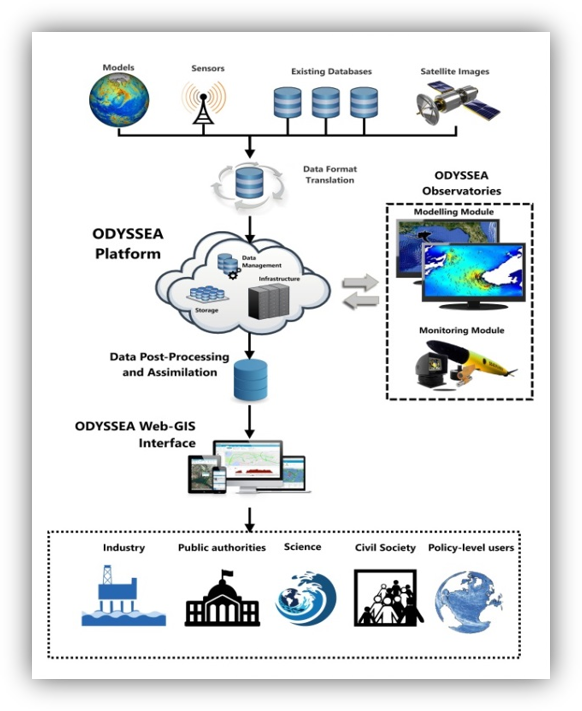 Models
Sensors
Existing Databases
Satellite Images
Data Format
Translation
ODYSSEA
Observatories
Modelling Module
ODYSSEA
Platform
Data
Management
Infrastructure
Storage
Monitoring Module
Data Post-Processing
and Assimilation
ODYSSEA Web-GIS
Interface
Industry
Public authorities
Science
Civil Society
Policy-level users